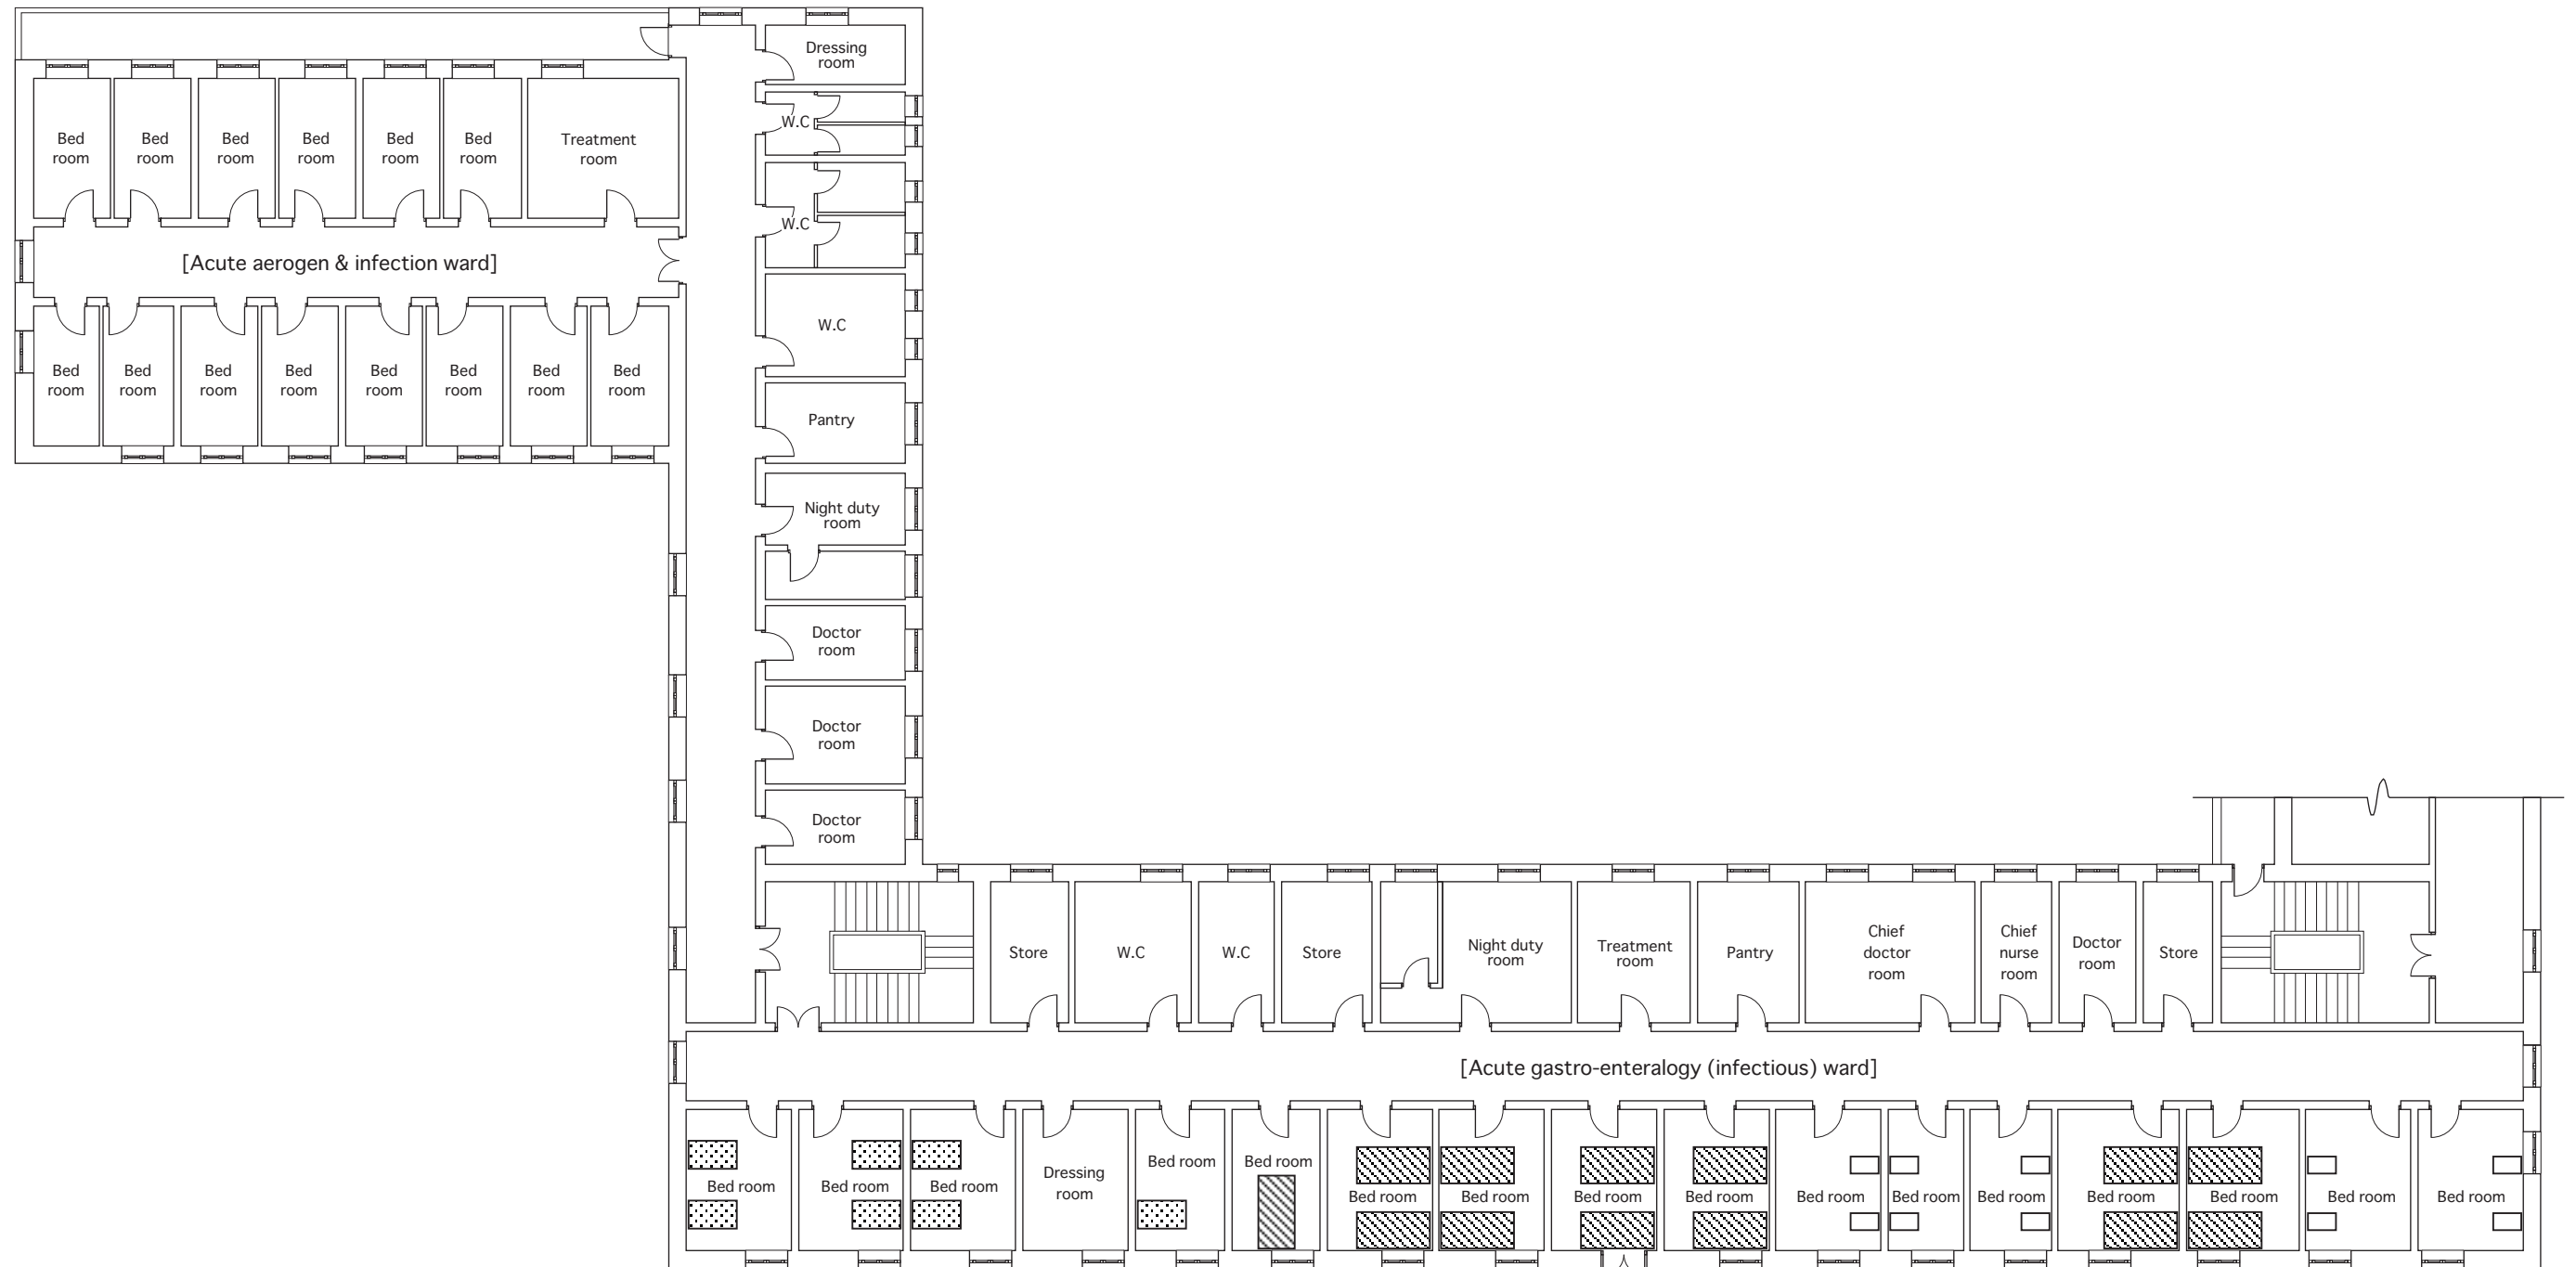 Dressing
room
W.C
Bed
room
Bed
room
Bed
room
Bed
room
Bed
room
Bed
room
Treatment
room
W.C
[Acute aerogen & infection ward]
W.C
Bed
room
Bed
room
Bed
room
Bed
room
Bed
room
Bed
room
Bed
room
Bed
room
Pantry
Night duty
room
Doctor
room
Doctor
room
Doctor
room
Store
W.C
W.C
Store
Night duty
room
Treatment
room
Pantry
Chief
doctor
room
Chief
nurse
room
Doctor
room
Store
[Acute gastro-enteralogy (infectious) ward]
Bed room
Bed room
Bed room
Dressing
room
Bed room
Bed room
Bed room
Bed room
Bed room
Bed room
Bed room
Bed room
Bed room
Bed room
Bed room
Bed room
Bed room